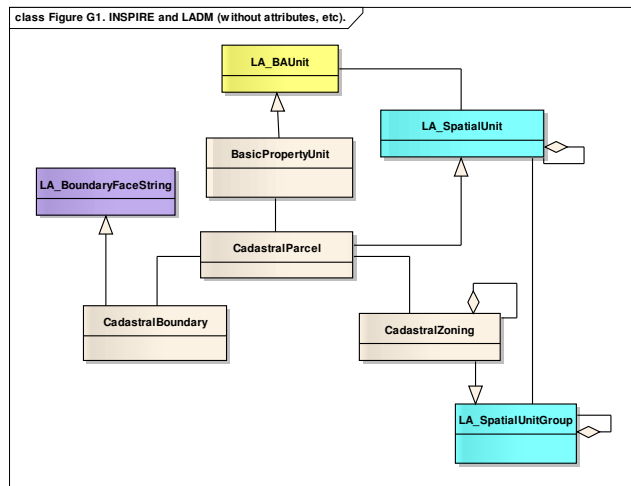 class Figure G1. INSPIRE and LADM (without attributes, etc).
LA_BAUnit
LA_SpatialUnit
BasicPropertyUnit
LA_BoundaryFaceString
CadastralParcel
CadastralBoundary
CadastralZoning
LA_SpatialUnitGroup